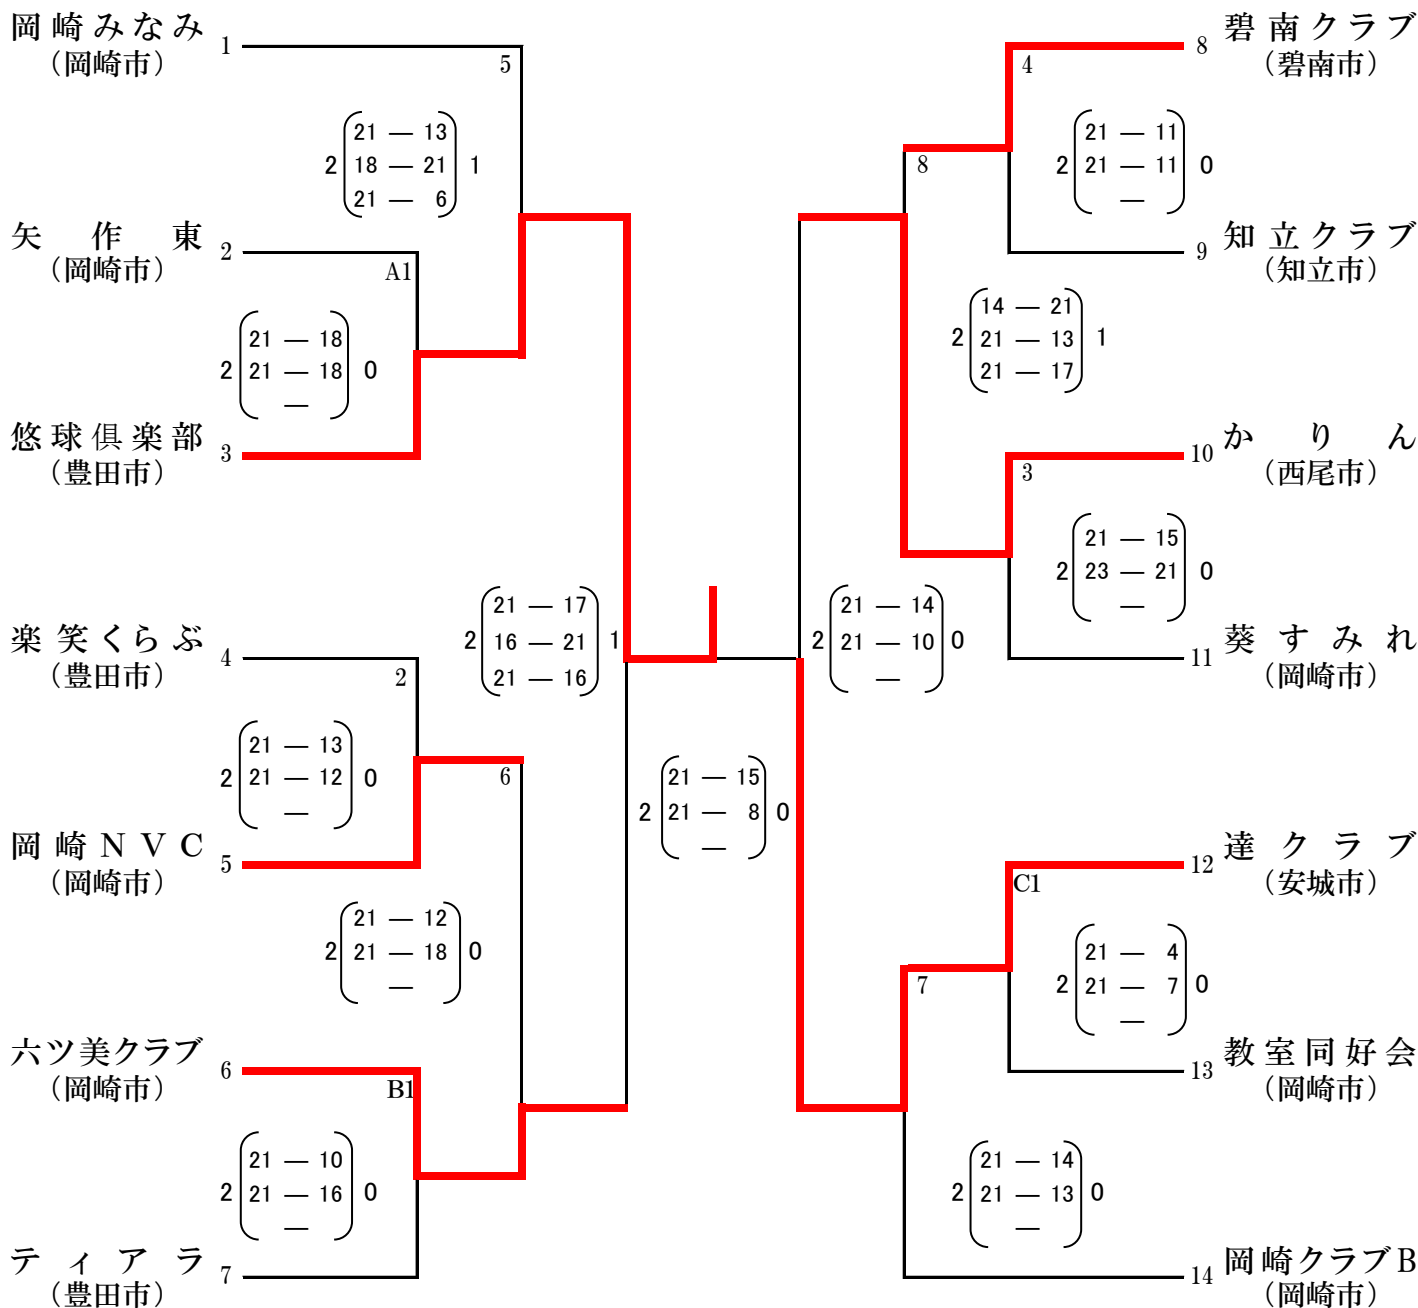 岡崎みなみ 1
（岡崎市）
5
21 — 13
2 18 — 21 1
21 — 6
矢作東 2
（岡崎市）
A1
21 — 18
2 21 — 18 0
—
悠球倶楽部 3
（豊田市）
楽笑くらぶ 4
（豊田市）
2
21 — 13
2 21 — 12 0
—
6
岡崎NVC 5
（岡崎市）
21 — 12
2 21 — 18 0
—
六ツ美クラブ 6
（岡崎市）
B1
21 — 10
2 21 — 16 0
—
ティアラ 7
（豊田市）
21 — 17
2 16 — 21 1
21 — 16
21 — 15
2 21 — 8 0
—
21 — 14
2 21 — 10 0
—
8 碧南クラブ
（碧南市）
4
21 — 11
2 21 — 11 0
—
8
9 知立クラブ
（知立市）
14 — 21
2 21 — 13 1
21 — 17
10 かりん
（西尾市）
3
21 — 15
2 23 — 21 0
—
11 葵すみれ
（岡崎市）
12 達クラブ
（安城市）
C1
21 — 4
2 21 — 7 0
—
7
13 教室同好会
（岡崎市）
21 — 14
2 21 — 13 0
—
14 岡崎クラブB
（岡崎市）